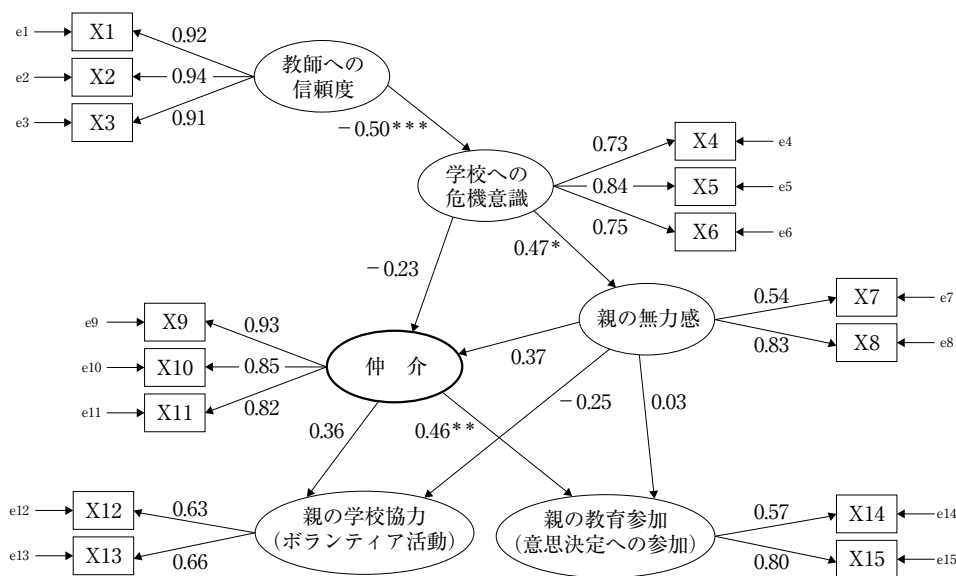 e1
X1
0.92
e2
X2
0.94
e3
X3
0.91
教師への
信頼度
−0.50***
学校への
危機意識
0.73
X4
e4
0.84
X5
e5
0.75
X6
e6
−0.23
0.47*
親の無力感
0.54
X7
e7
0.83
X8
e8
e9
X9
0.93
e10
X10
0.85
e11
X11
0.82
仲 介
0.37
0.36
0.46**
−0.25
0.03
e12
X12
0.63
e13
X13
0.66
親の学校協力
(ボランティア活動)
親の教育参加
(意思決定への参加)
0.57
X14
e14
0.80
X15
e15